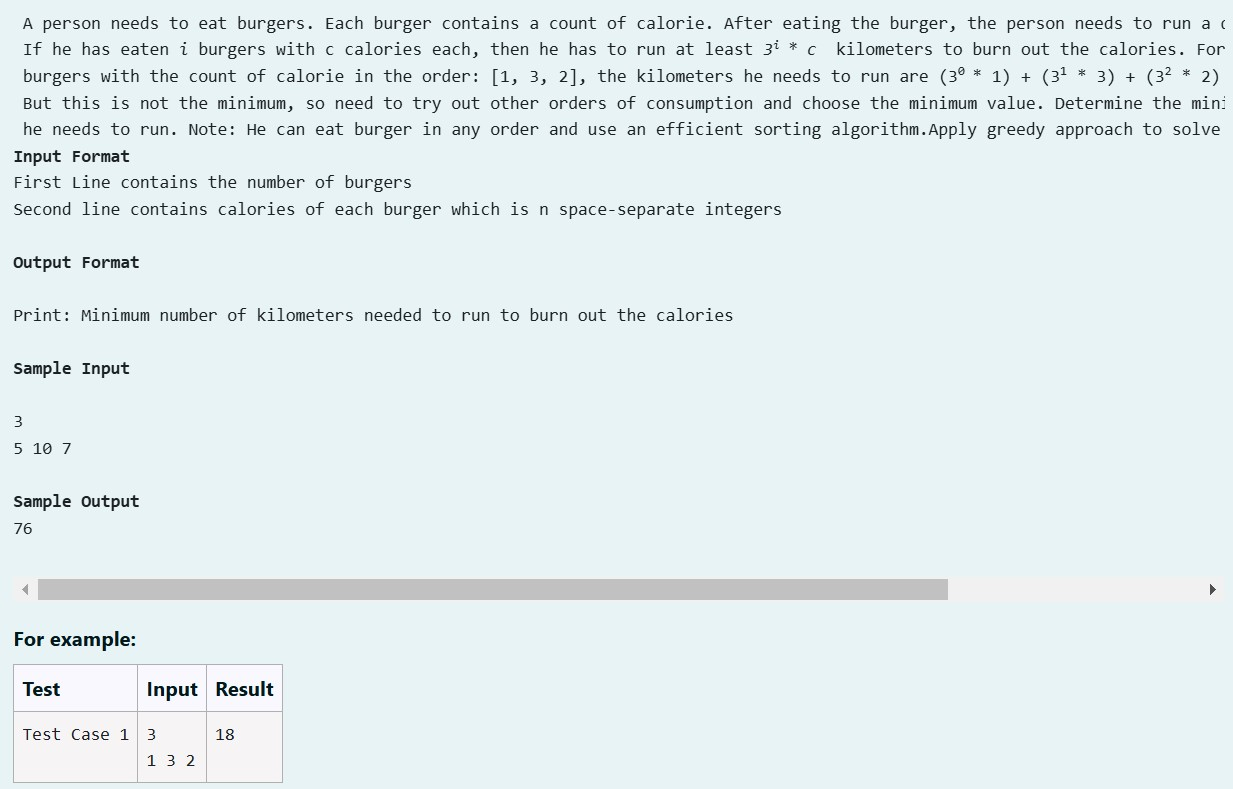 A person needs to eat burgers. Each burger contains a count of calorie. After eating the burger, the person needs to run a
If he has eaten i burgers with c calories each, then he has to run at least 3ⁱ * c kilometers to burn out the calories. For
burgers with the count of calorie in the order: [1, 3, 2], the kilometers he needs to run are (3⁰ * 1) + (3¹ * 3) + (3² * 2)
But this is not the minimum, so need to try out other orders of consumption and choose the minimum value. Determine the
he needs to run. Note: He can eat burger in any order and use an efficient sorting algorithm.Apply greedy approach to solve
Input Format
First Line contains the number of burgers
Second line contains calories of each burger which is n space-separate integers
Output Format
Print: Minimum number of kilometers needed to run to burn out the calories
Sample Input
3
5 10 7
Sample Output
76
For example:
Test Input Result
Test Case 1 3 18
1 3 2